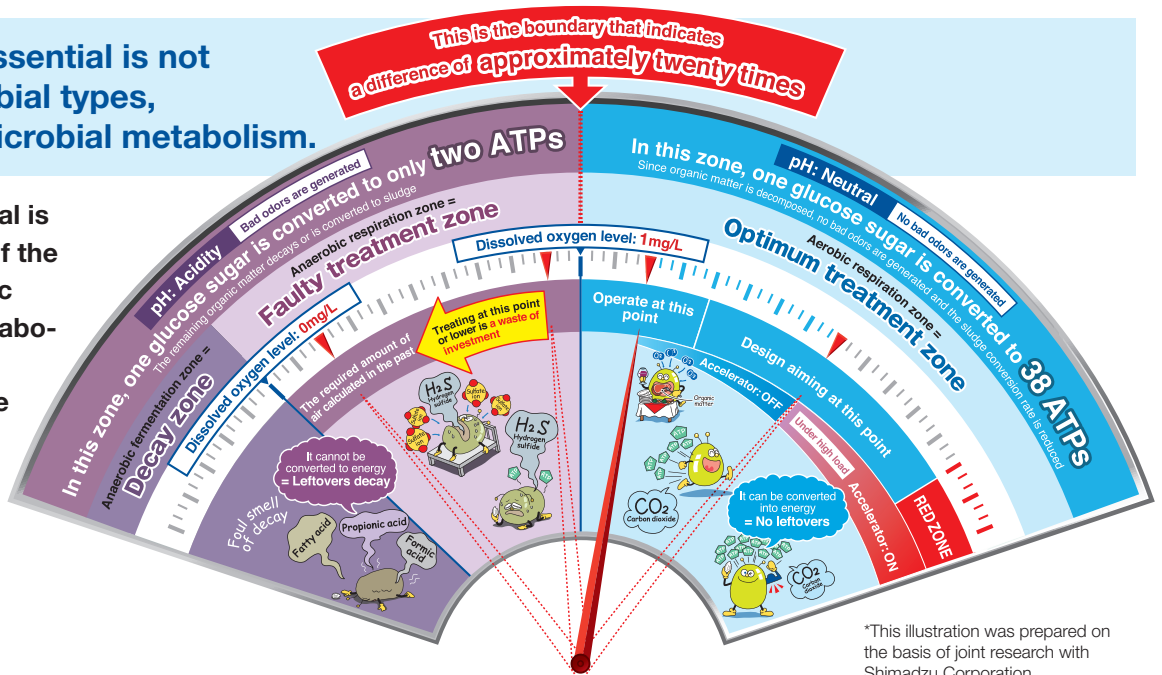 ssential is not
bial types,
icrobial metabolism.
al is
f the
c
abo-
e
This is the boundary that indicates
a difference of approximately twenty times
In this zone, one glucose sugar is converted to only two ATPs
The remaining organic matter decays or is converted to sludge
pH: Acidity
Bad odors are generated
Anaerobic respiration zone =
Faulty treatment zone
Anaerobic fermentation zone =
Decay zone
Dissolved oxygen level: 0mg/L
Dissolved oxygen level: 1mg/L
In this zone, one glucose sugar is converted to 38 ATPs
Since organic matter is decomposed, no bad odors are generated and the sludge conversion rate is reduced
pH: Neutral
No bad odors are generated
Aerobic respiration zone =
Optimum treatment zone
The required amount of
air calculated in the past
Treating at this point
or lower is a waste of
investment
Operate at this
point
Design aiming at this point
Accelerator: OFF
Under high load
Accelerator: ON
RED ZONE
H2S
Hydrogen
sulfide
Sulfate
ion
Sulfate
ion
H2S
Hydrogen
sulfide
It cannot be
converted to energy
= Leftovers decay
Foul smell
of decay
Fatty acid
Propionic acid
Formic
acid
Organic
matter
CO2
Carbon dioxide
It can be converted
into energy
= No leftovers
CO2
Carbon
dioxide
*This illustration was prepared on
the basis of joint research with
Shimadzu Corporation